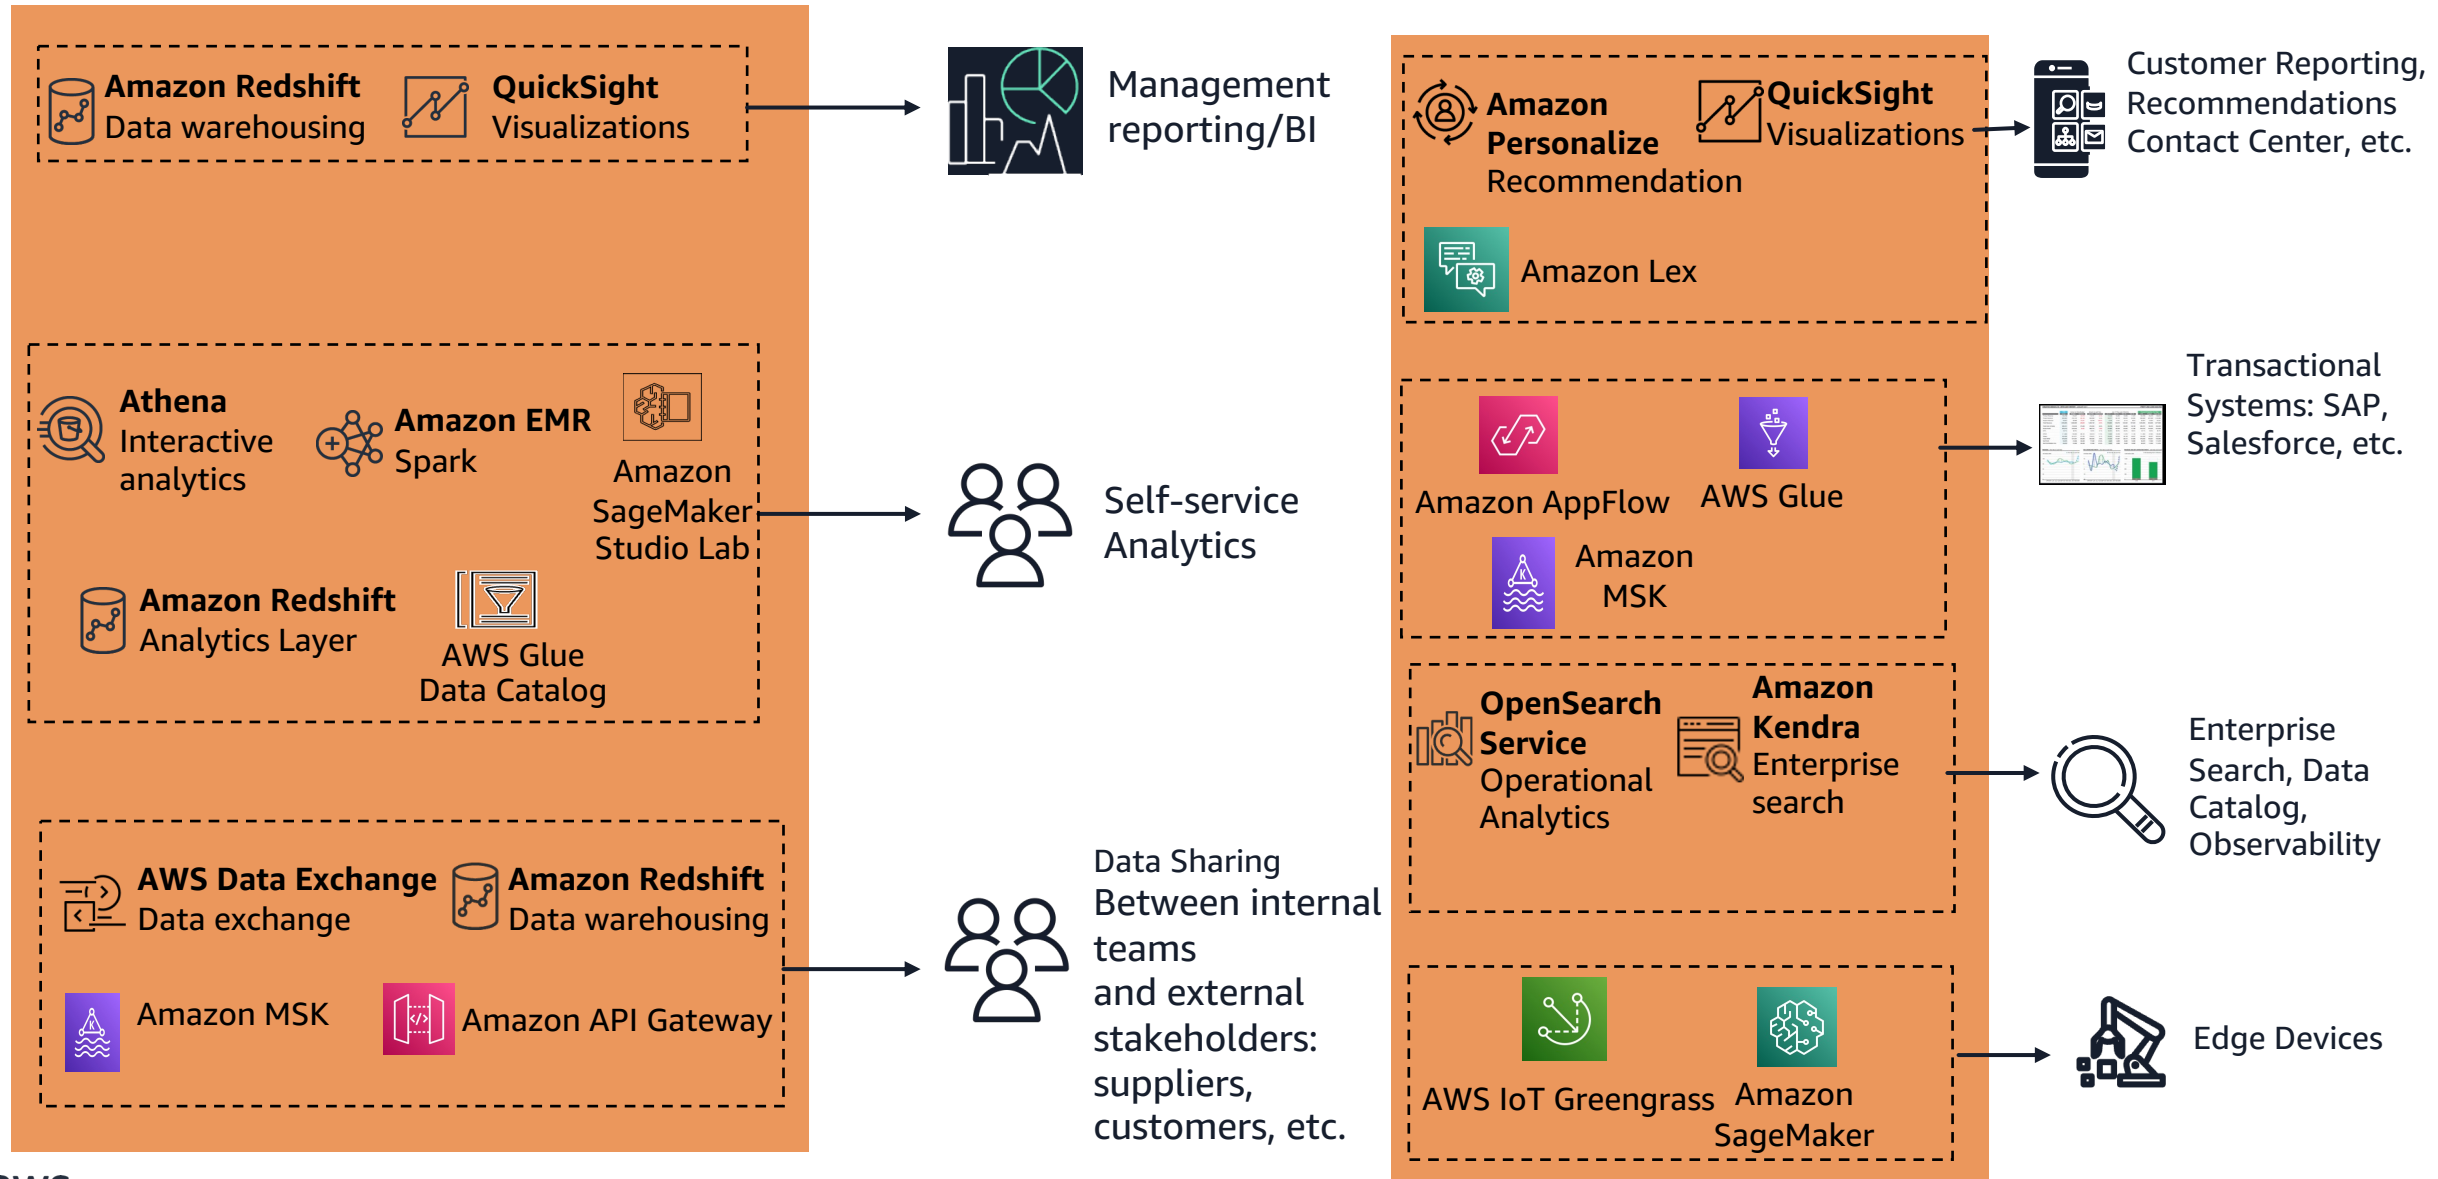 Amazon Redshift
Data warehousing
QuickSight
Visualizations
Management
reporting/BI
Athena
Interactive
analytics
Amazon EMR
Spark
Amazon
SageMaker
Studio Lab
Amazon Redshift
Analytics Layer
AWS Glue
Data Catalog
Self-service
Analytics
AWS Data Exchange
Data exchange
Amazon Redshift
Data warehousing
Amazon MSK
Amazon API Gateway
Data Sharing
Between internal
teams
and external
stakeholders:
suppliers,
customers, etc.
Amazon
Personalize
Recommendation
QuickSight
Visualizations
Amazon Lex
Customer Reporting,
Recommendations
Contact Center, etc.
Amazon AppFlow
AWS Glue
Amazon
MSK
Transactional
Systems: SAP,
Salesforce, etc.
OpenSearch
Service
Operational
Analytics
Amazon
Kendra
Enterprise
search
Enterprise
Search, Data
Catalog,
Observability
AWS IoT Greengrass
Amazon
SageMaker
Edge Devices